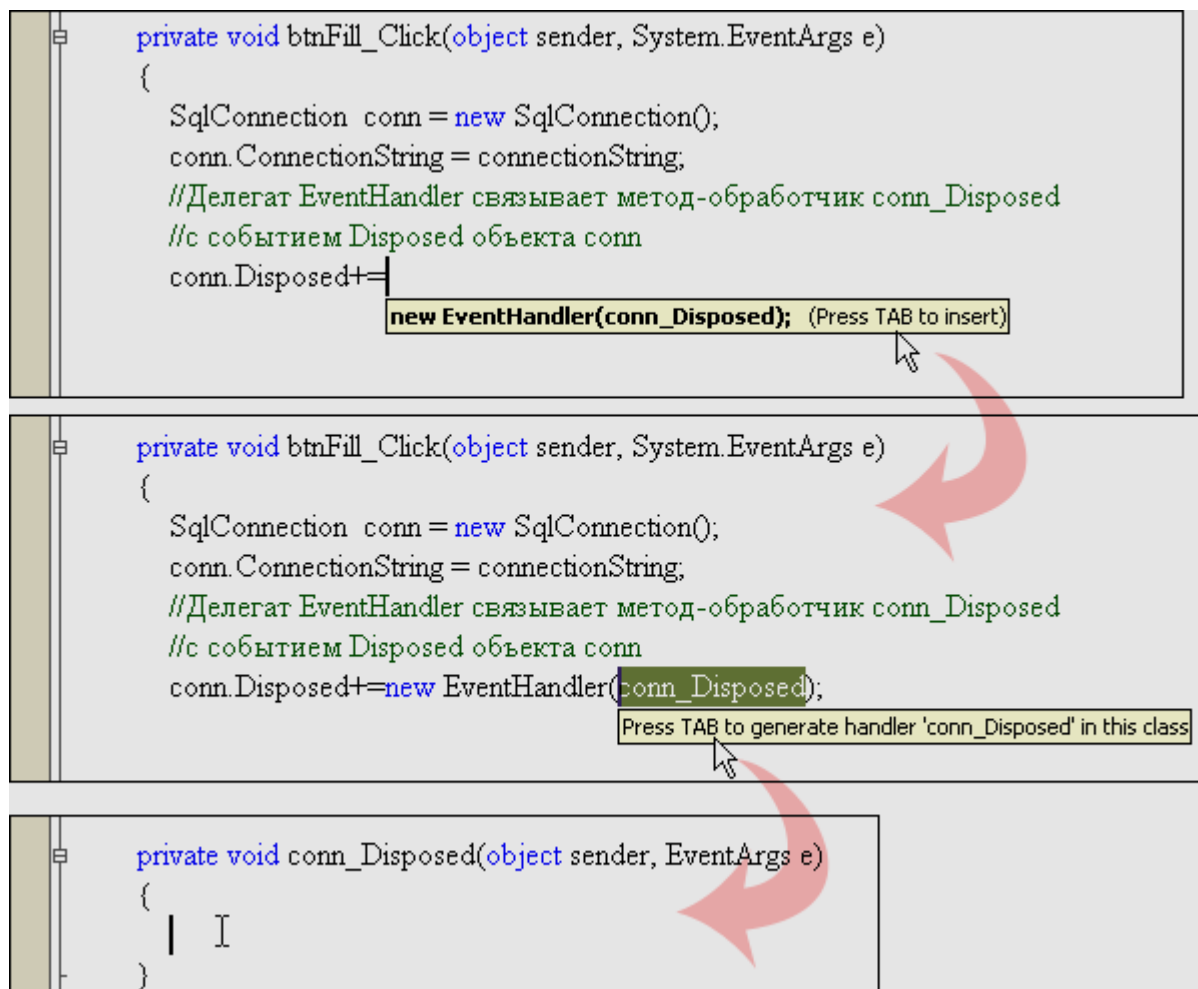 private void btnFill_Click(object sender, System.EventArgs e)
{
SqlConnection  conn = new SqlConnection();
conn.ConnectionString = connectionString;
//Делегат EventHandler связывает метод-обработчик conn_Disposed
//с событием Disposed объекта conn
conn.Disposed+=
new EventHandler(conn_Disposed);  (Press TAB to insert)
private void btnFill_Click(object sender, System.EventArgs e)
{
SqlConnection  conn = new SqlConnection();
conn.ConnectionString = connectionString;
//Делегат EventHandler связывает метод-обработчик conn_Disposed
//с событием Disposed объекта conn
conn.Disposed+=new EventHandler(conn_Disposed);
Press TAB to generate handler 'conn_Disposed' in this class
private void conn_Disposed(object sender, EventArgs e)
{
}